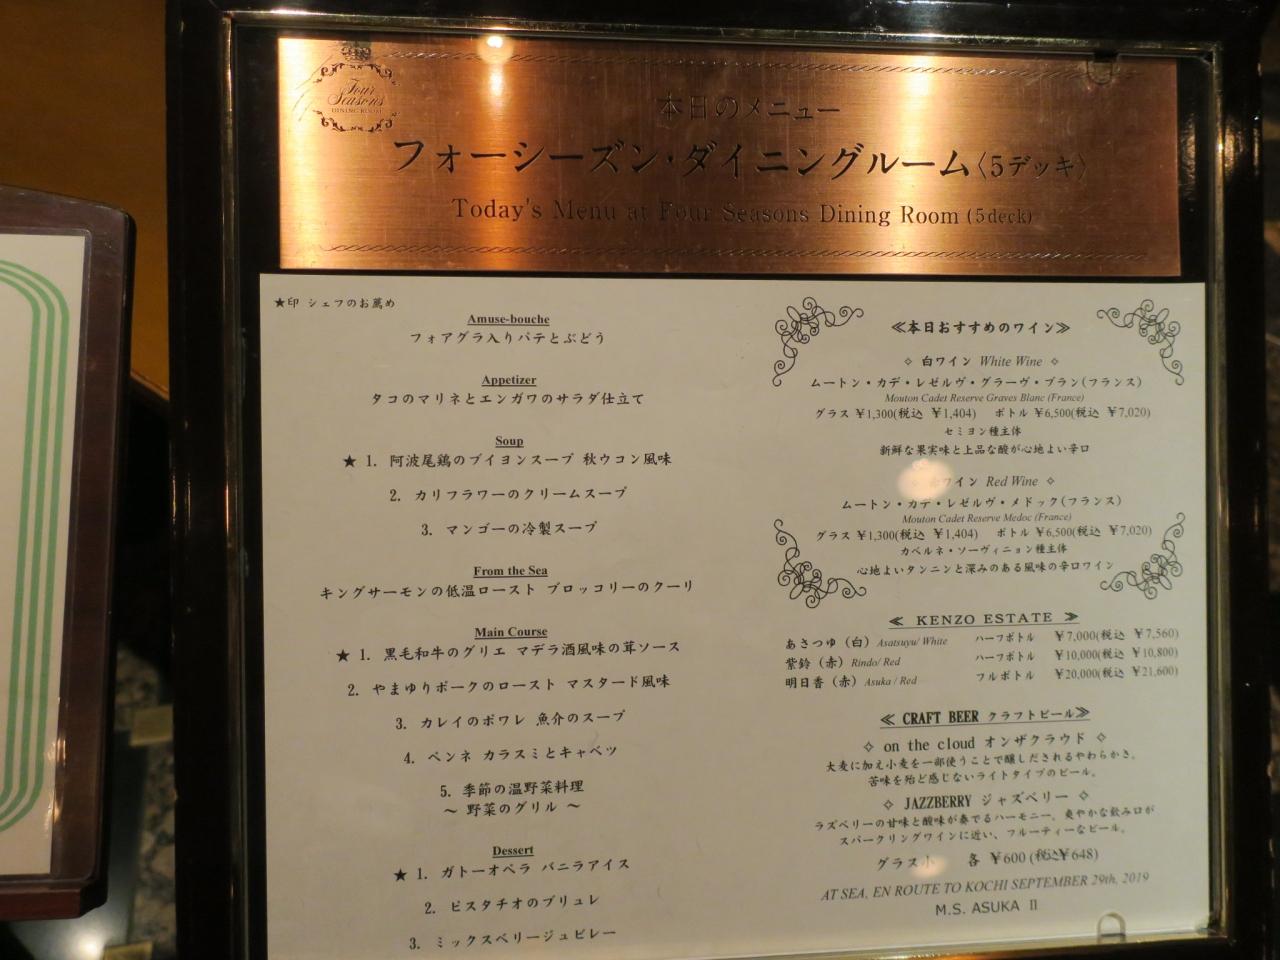 Four Seasons
DINING ROOM
本日のメニュー
フォーシーズン・ダイニングルーム〈5デッキ〉
Today's Menu at Four Seasons Dining Room (5deck)
★印 シェフのお薦め
Amuse-bouche
フォアグラ入りパテとぶどう
Appetizer
タコのマリネとエンガワのサラダ仕立て
Soup
★ 1. 阿波尾鶏のブイヨンスープ 秋ウコン風味
2. カリフラワーのクリームスープ
3. マンゴーの冷製スープ
From the Sea
キングサーモンの低温ロースト ブロッコリーのクーリ
Main Course
★ 1. 黒毛和牛のグリエ マデラ酒風味の茸ソース
2. やまゆりポークのロースト マスタード風味
3. カレイのポワレ 魚介のスープ
4. ペンネ カラスミとキャベツ
5. 季節の温野菜料理
～ 野菜のグリル ～
Dessert
★ 1. ガトーオペラ バニラアイス
2. ピスタチオのブリュレ
3. ミックスベリージュビレー
≪本日おすすめのワイン≫
✧ 白ワイン White Wine ✧
ムートン・カデ・レゼルヴ・グラーヴ・ブラン(フランス)
Mouton Cadet Reserve Graves Blanc (France)
グラス ¥1,300(税込 ¥1,404) ボトル ¥6,500(税込 ¥7,020)
セミヨン種主体
新鮮な果実味と上品な酸が心地よい辛口
ワイン Red Wine ✧
ムートン・カデ・レゼルヴ・メドック(フランス)
Mouton Cadet Reserve Medoc (France)
グラス ¥1,300(税込 ¥1,404) ボトル ¥6,500(税込 ¥7,020)
カベルネ・ソーヴィニョン種主体
心地よいタンニンと深みのある風味の辛口ワイン
≪ KENZO ESTATE ≫
あさつゆ（白）Asatsuyu/ White ハーフボトル ¥7,000(税込 ¥7,560)
紫鈴（赤）Rindo/ Red ハーフボトル ¥10,000(税込 ¥10,800)
明日香（赤）Asuka / Red フルボトル ¥20,000(税込 ¥21,600)
≪ CRAFT BEER クラフトビール≫
✧ on the cloud オンザクラウド ✧
大麦に加え小麦を一部使うことで醸しだされるやわらかさ。
苦味を殆ど感じないライトタイプのビール。
✧ JAZZBERRY ジャズベリー ✧
ラズベリーの甘味と酸味が奏でるハーモニー。爽やかな飲み口が
スパークリングワインに近い、フルーティーなビール。
グラス小 各 ¥600 (税込¥648)
AT SEA, EN ROUTE TO KOCHI SEPTEMBER 29th, 2019
M.S. ASUKA Ⅱ